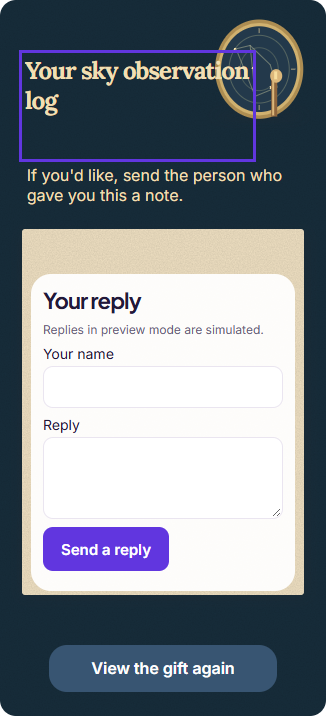 Your sky observation
log
If you'd like, send the person who
gave you this a note.
Your reply
Replies in preview mode are simulated.
Your name
Reply
Send a reply
View the gift again